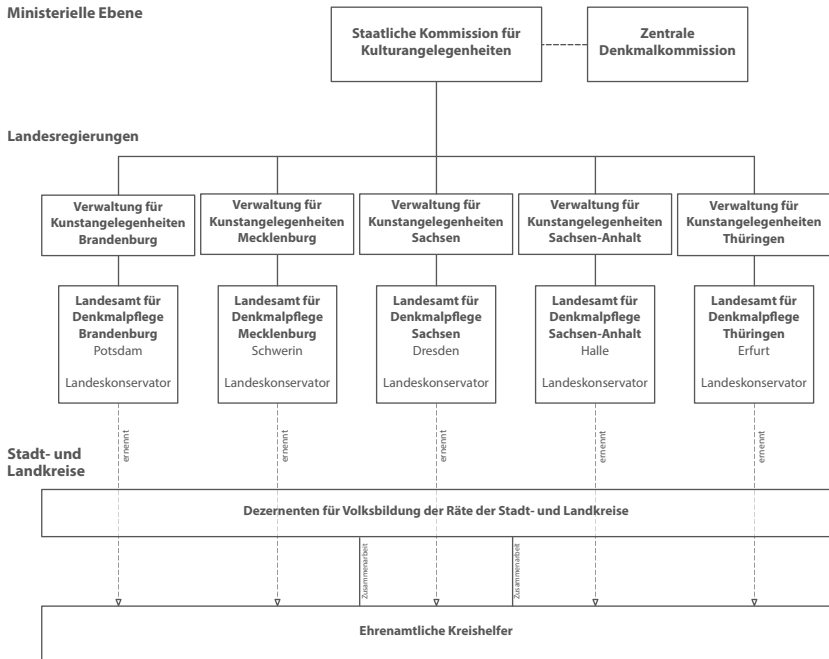 Ministerielle Ebene
Staatliche Kommission für
Kulturangelegenheiten
Zentrale
Denkmalkommission
Landesregierungen
Verwaltung für
Kunstangelegenheiten
Brandenburg
Verwaltung für
Kunstangelegenheiten
Mecklenburg
Verwaltung für
Kunstangelegenheiten
Sachsen
Verwaltung für
Kunstangelegenheiten
Sachsen-Anhalt
Verwaltung für
Kunstangelegenheiten
Thüringen
Landesamt für
Denkmalpflege
Brandenburg
Potsdam
Landeskonservator
Landesamt für
Denkmalpflege
Mecklenburg
Schwerin
Landeskonservator
Landesamt für
Denkmalpflege
Sachsen
Dresden
Landeskonservator
Landesamt für
Denkmalpflege
Sachsen-Anhalt
Halle
Landeskonservator
Landesamt für
Denkmalpflege
Thüringen
Erfurt
Landeskonservator
ernennt
ernennt
ernennt
ernennt
ernennt
Stadt- und
Landkreise
Dezernenten für Volksbildung der Räte der Stadt- und Landkreise
Zusammenarbeit
Zusammenarbeit
Ehrenamtliche Kreishelfer